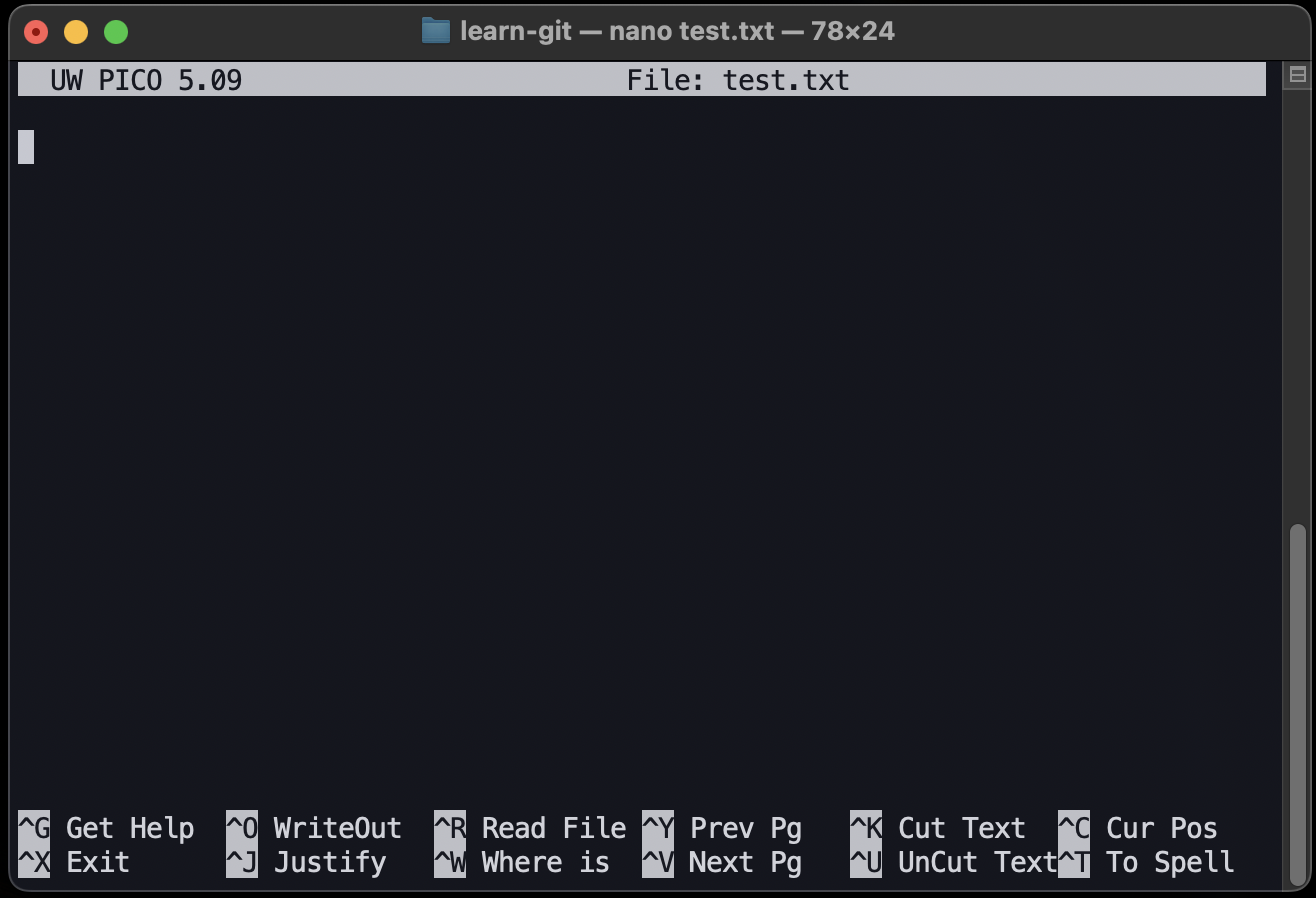 learn-git — nano test.txt — 78×24
UW PICO 5.09 File: test.txt
^G Get Help ^O WriteOut ^R Read File ^Y Prev Pg ^K Cut Text ^C Cur Pos
^X Exit ^J Justify ^W Where is ^V Next Pg ^U UnCut Text^T To Spell